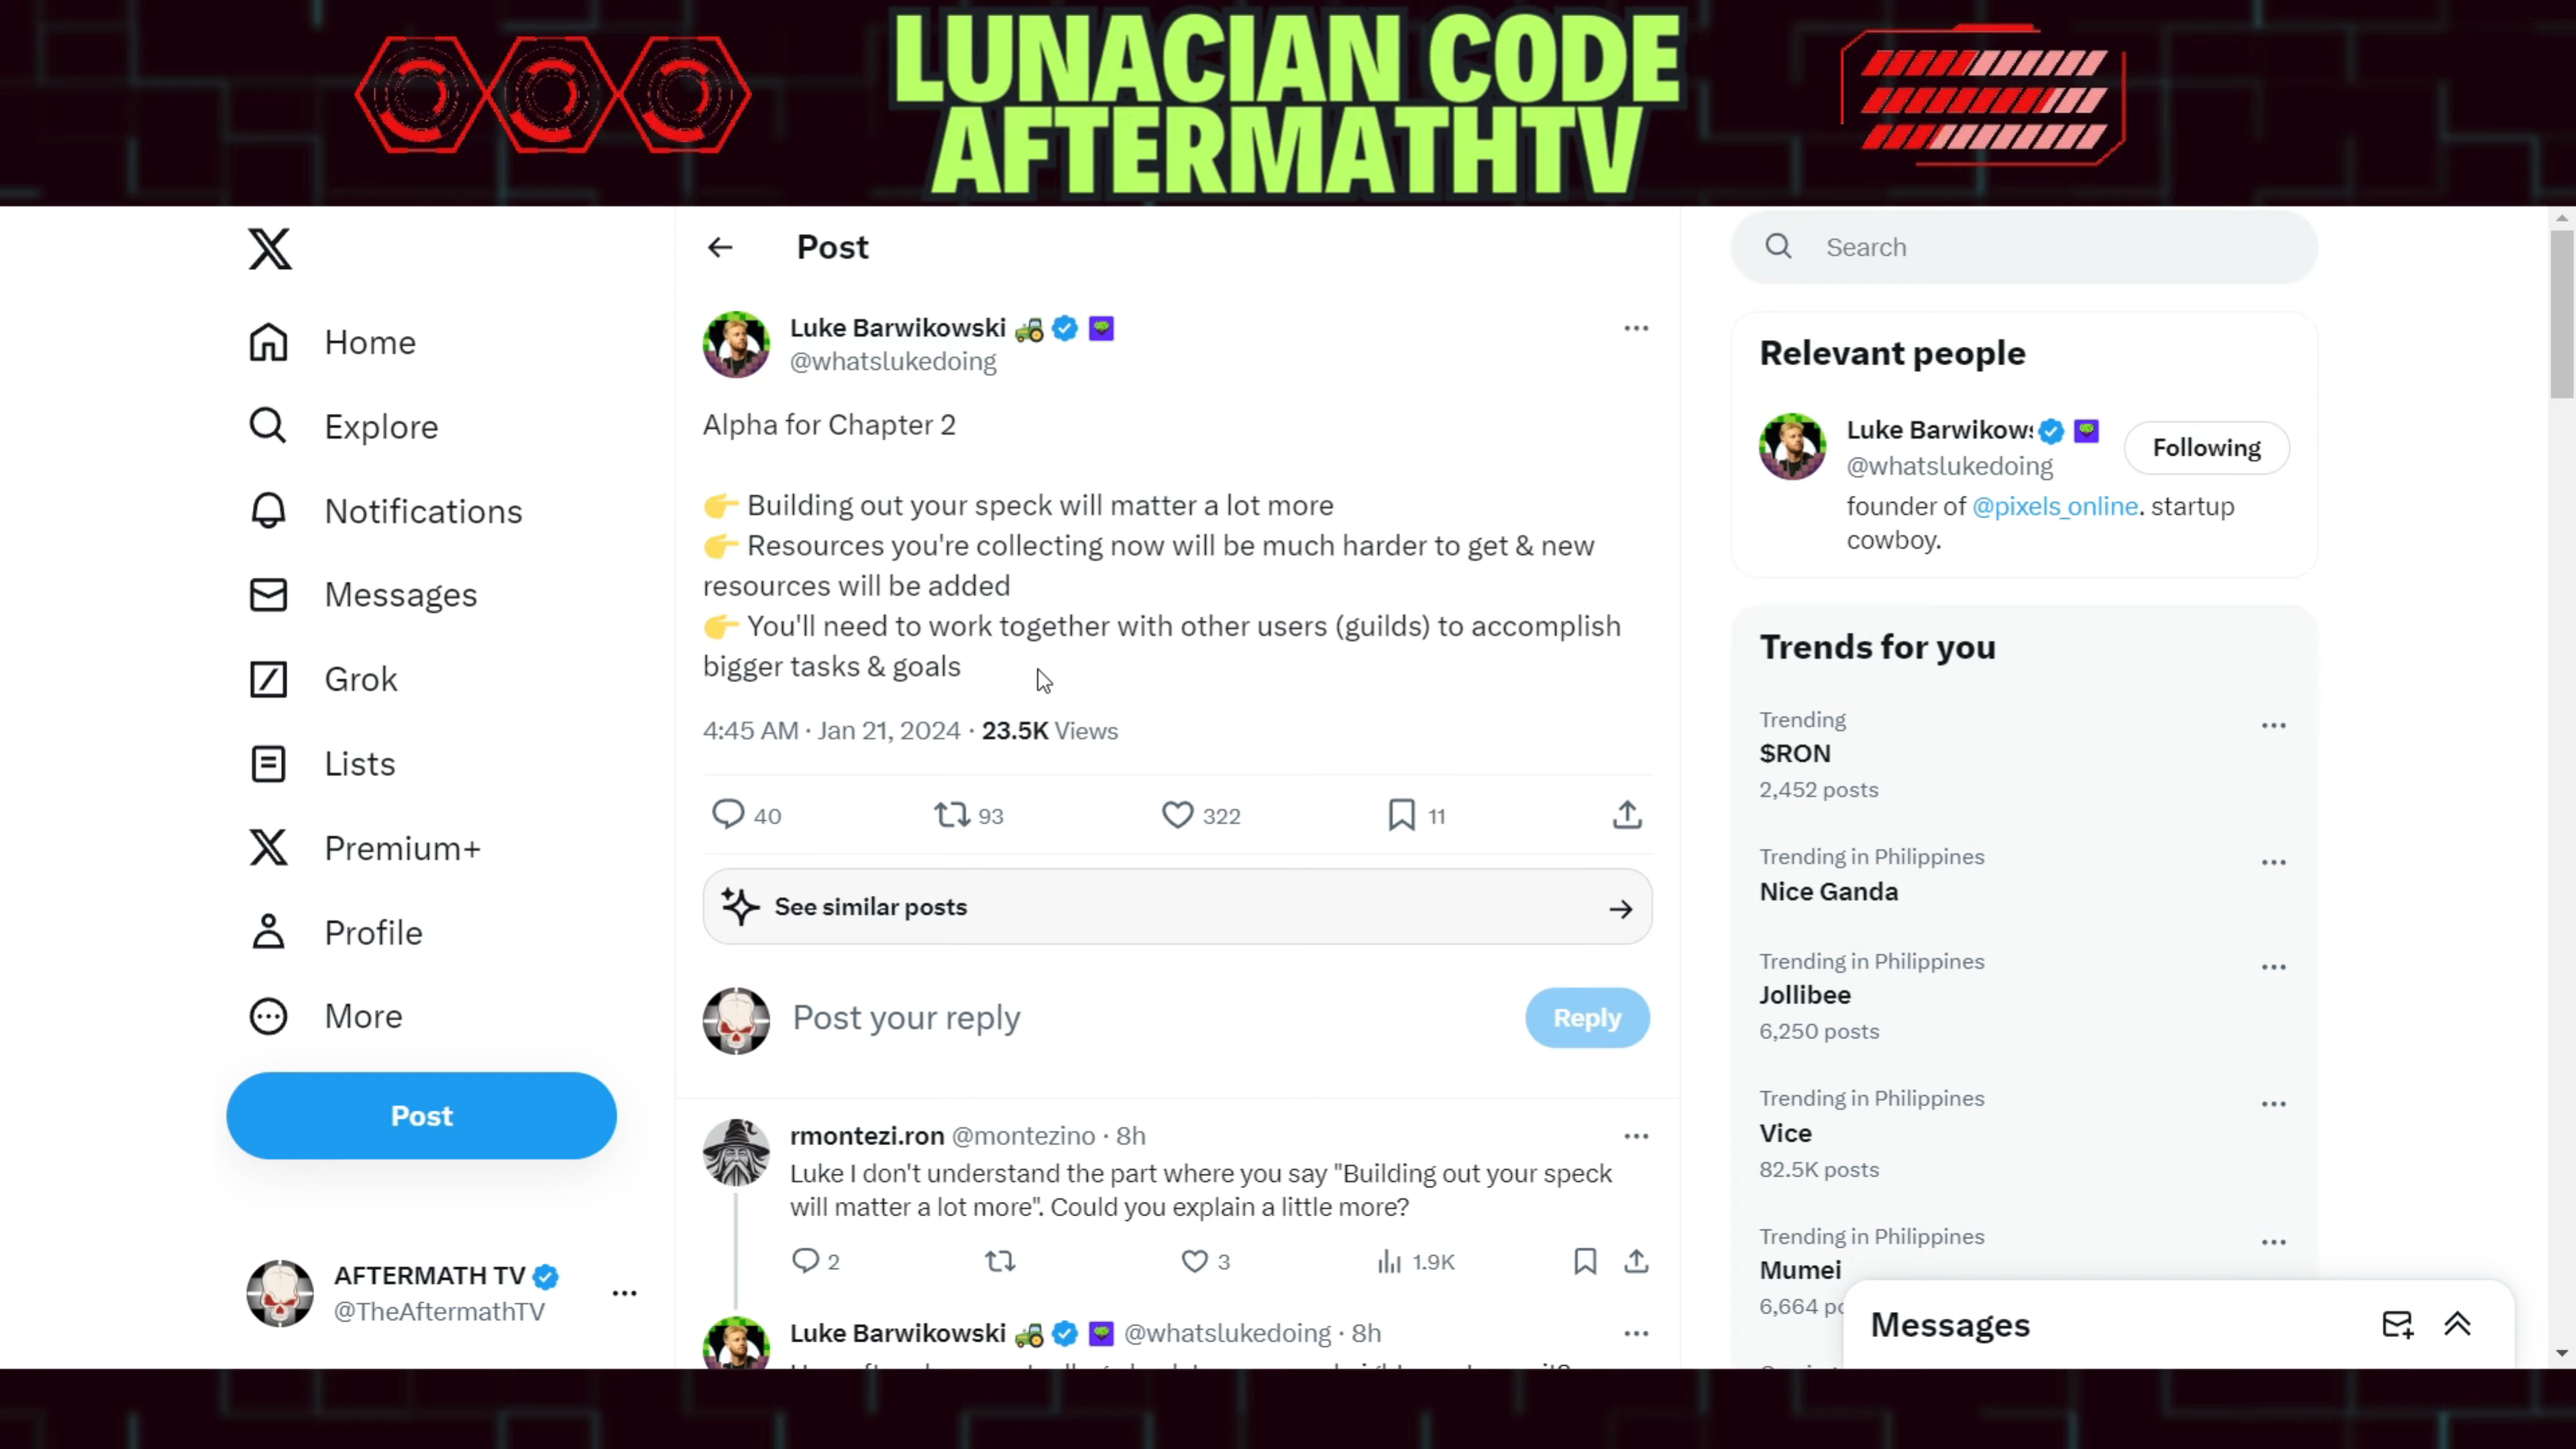 LUNACIAN CODE
AFTERMATHTV
Home
Explore
Notifications
Messages
Grok
Lists
Premium+
Profile
More
Post
AFTERMATH TV
@TheAftermathTV
Post
Luke Barwikowski
@whatslukedoing
Alpha for Chapter 2
👉 Building out your speck will matter a lot more
👉 Resources you're collecting now will be much harder to get & new
resources will be added
👉 You'll need to work together with other users (guilds) to accomplish
bigger tasks & goals
4:45 AM · Jan 21, 2024 · 23.5K Views
40 93 322 11
See similar posts
Post your reply
Reply
rmontezi.ron @montezino · 8h
Luke I don't understand the part where you say "Building out your speck
will matter a lot more". Could you explain a little more?
2 3 1.9K
Luke Barwikowski @whatslukedoing · 8h
Search
Relevant people
Luke Barwikows
@whatslukedoing
Following
founder of @pixels_online. startup
cowboy.
Trends for you
Trending
$RON
2,452 posts
Trending in Philippines
Nice Ganda
Trending in Philippines
Jollibee
6,250 posts
Trending in Philippines
Vice
82.5K posts
Trending in Philippines
Mumei
6,664 po
Messages